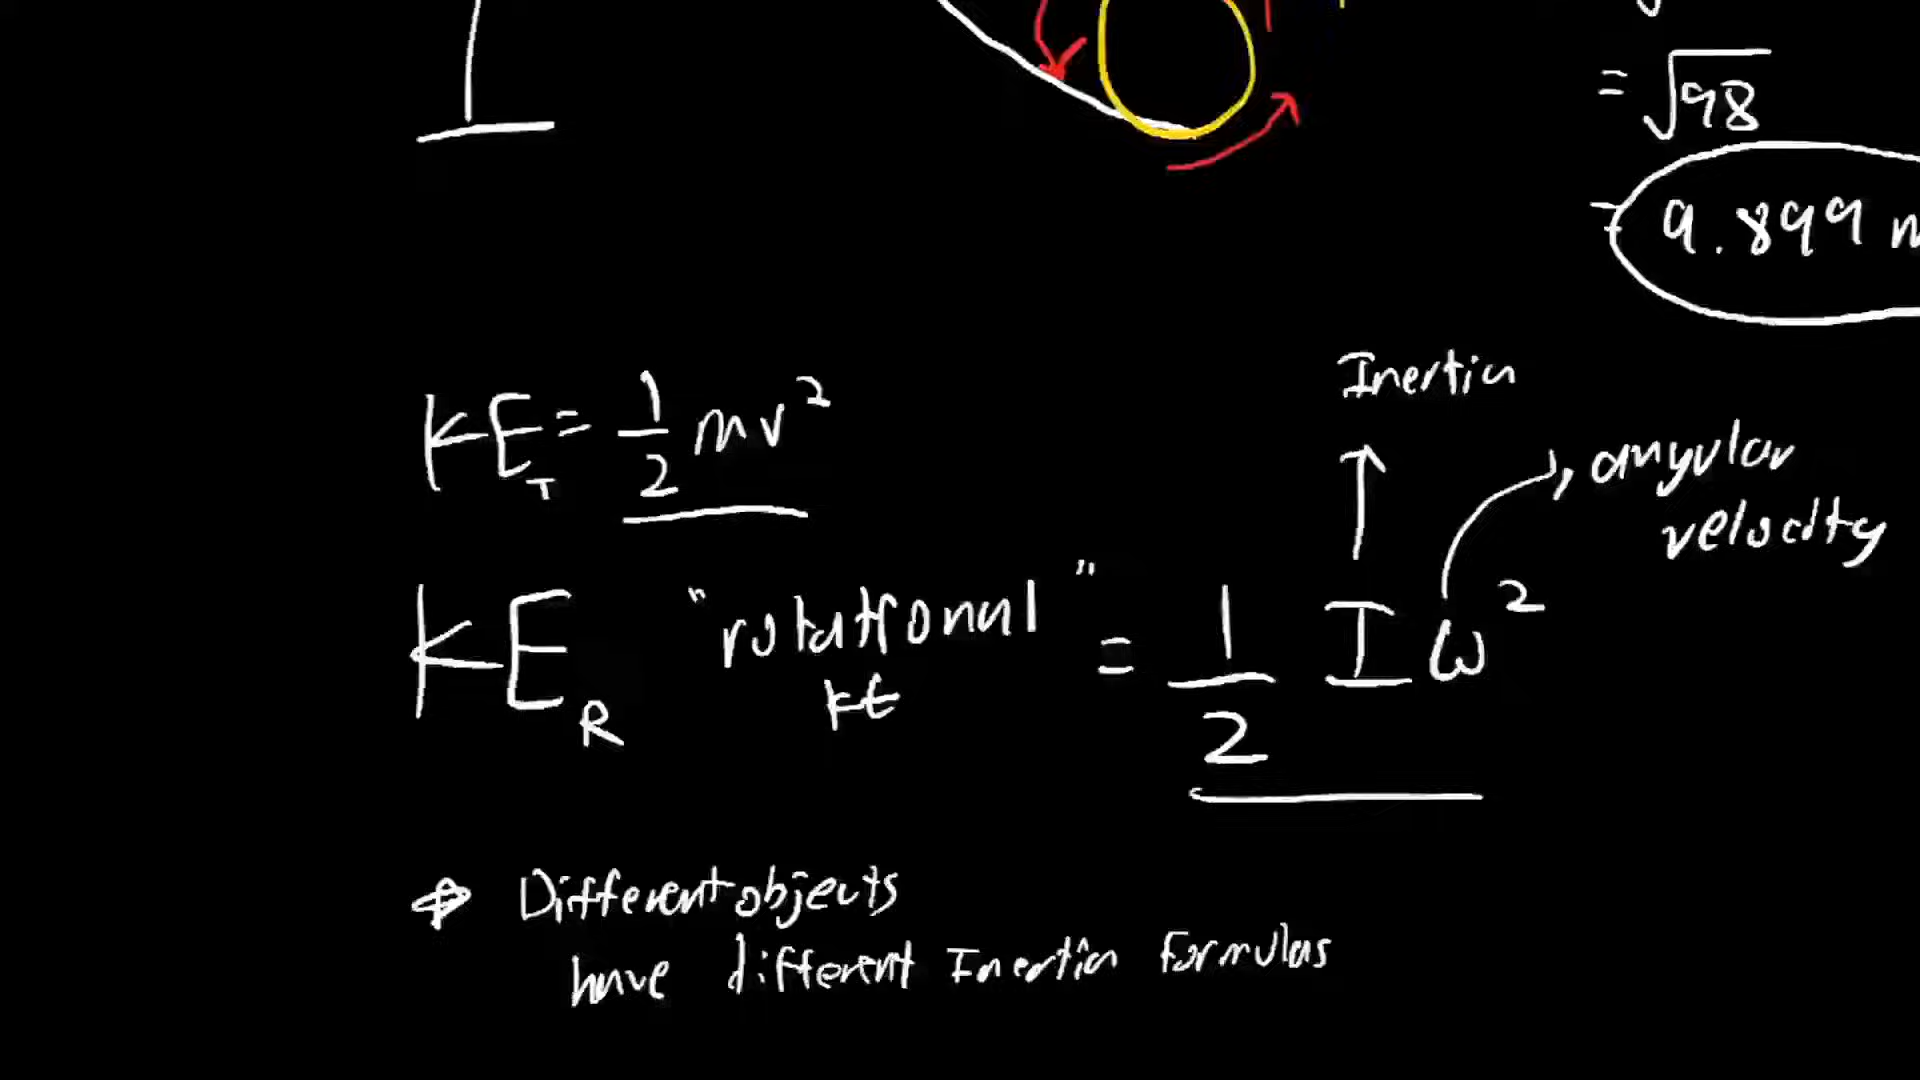 = √98
= 9.899 m
Inertia
KE_T = 1/2 mv²
angular
velocity
KE_R "rotational" = 1/2 I ω²
KE
Different objects
have different Inertia formulas